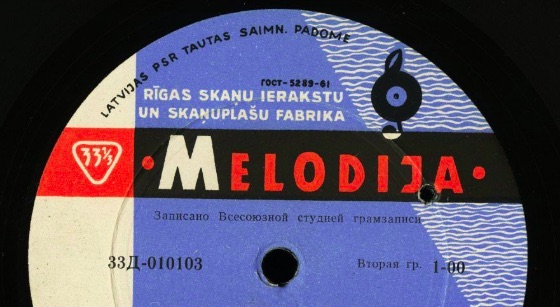 LATVIJAS PSR TAUTAS SAIMN. PADOME
ГОСТ-5289-61
RĪGAS SKAŅU IERAKSTU
UN SKAŅUPLAŠU FABRIKA
33⅓
• MELODIJA •
Записано Всесоюзной студией грамзаписи
33Д-010103
Вторая гр. 1-00